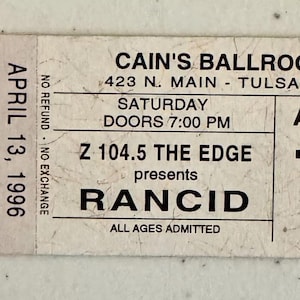 APRIL 13, 1996
NO REFUND · NO EXCHANGE
CAIN'S BALLROO
423 N. MAIN - TULSA
SATURDAY
DOORS 7:00 PM
Z 104.5 THE EDGE
presents
RANCID
ALL AGES ADMITTED